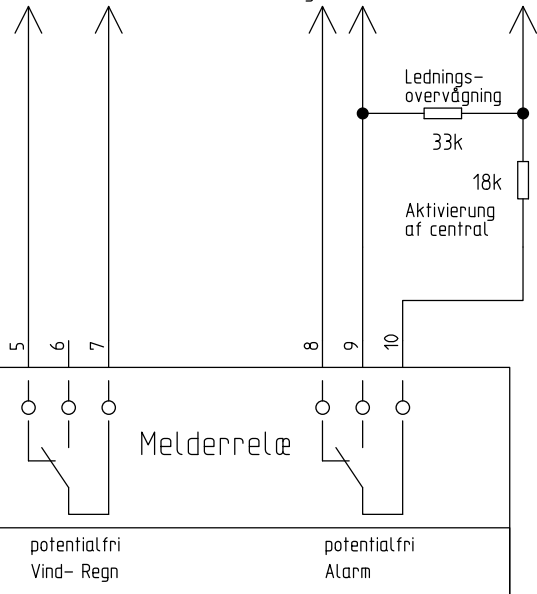 Lednings-
overvågning
33k
18k
Aktivierung
af central
5
6
7
8
9
10
Melderrelæ
potentialfri
Vind- Regn
potentialfri
Alarm